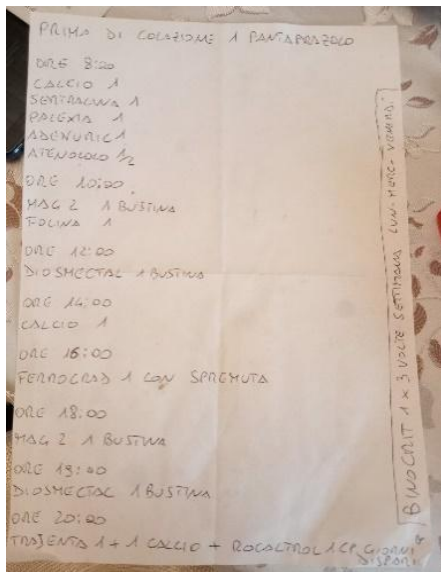 PRIMA DI COLAZIONE 1 PANTAPRAZOLO
ORE 8:20
CALCIO 1
SERTRALINA 1
PALEXIA 1
ADENURIC 1
ATENOLOLO 1/2
ORE 10:00
MAG 2 1 BUSTINA
FOLINA 1
ORE 12:00
DIOSMECTAL 1 BUSTINA
ORE 14:00
CALCIO 1
ORE 16:00
FERROGRAD 1 CON SPREMUTA
ORE 18:00
MAG 2 1 BUSTINA
ORE 19:00
DIOSMECTAL 1 BUSTINA
ORE 20:00
TRAJENTA 1 + 1 CALCIO + ROCALTROL 1 CP GIORNI DISPARI
BINOCRIT 1 x 3 VOLTE SETTIMANA LUN-MERC-VENERDI